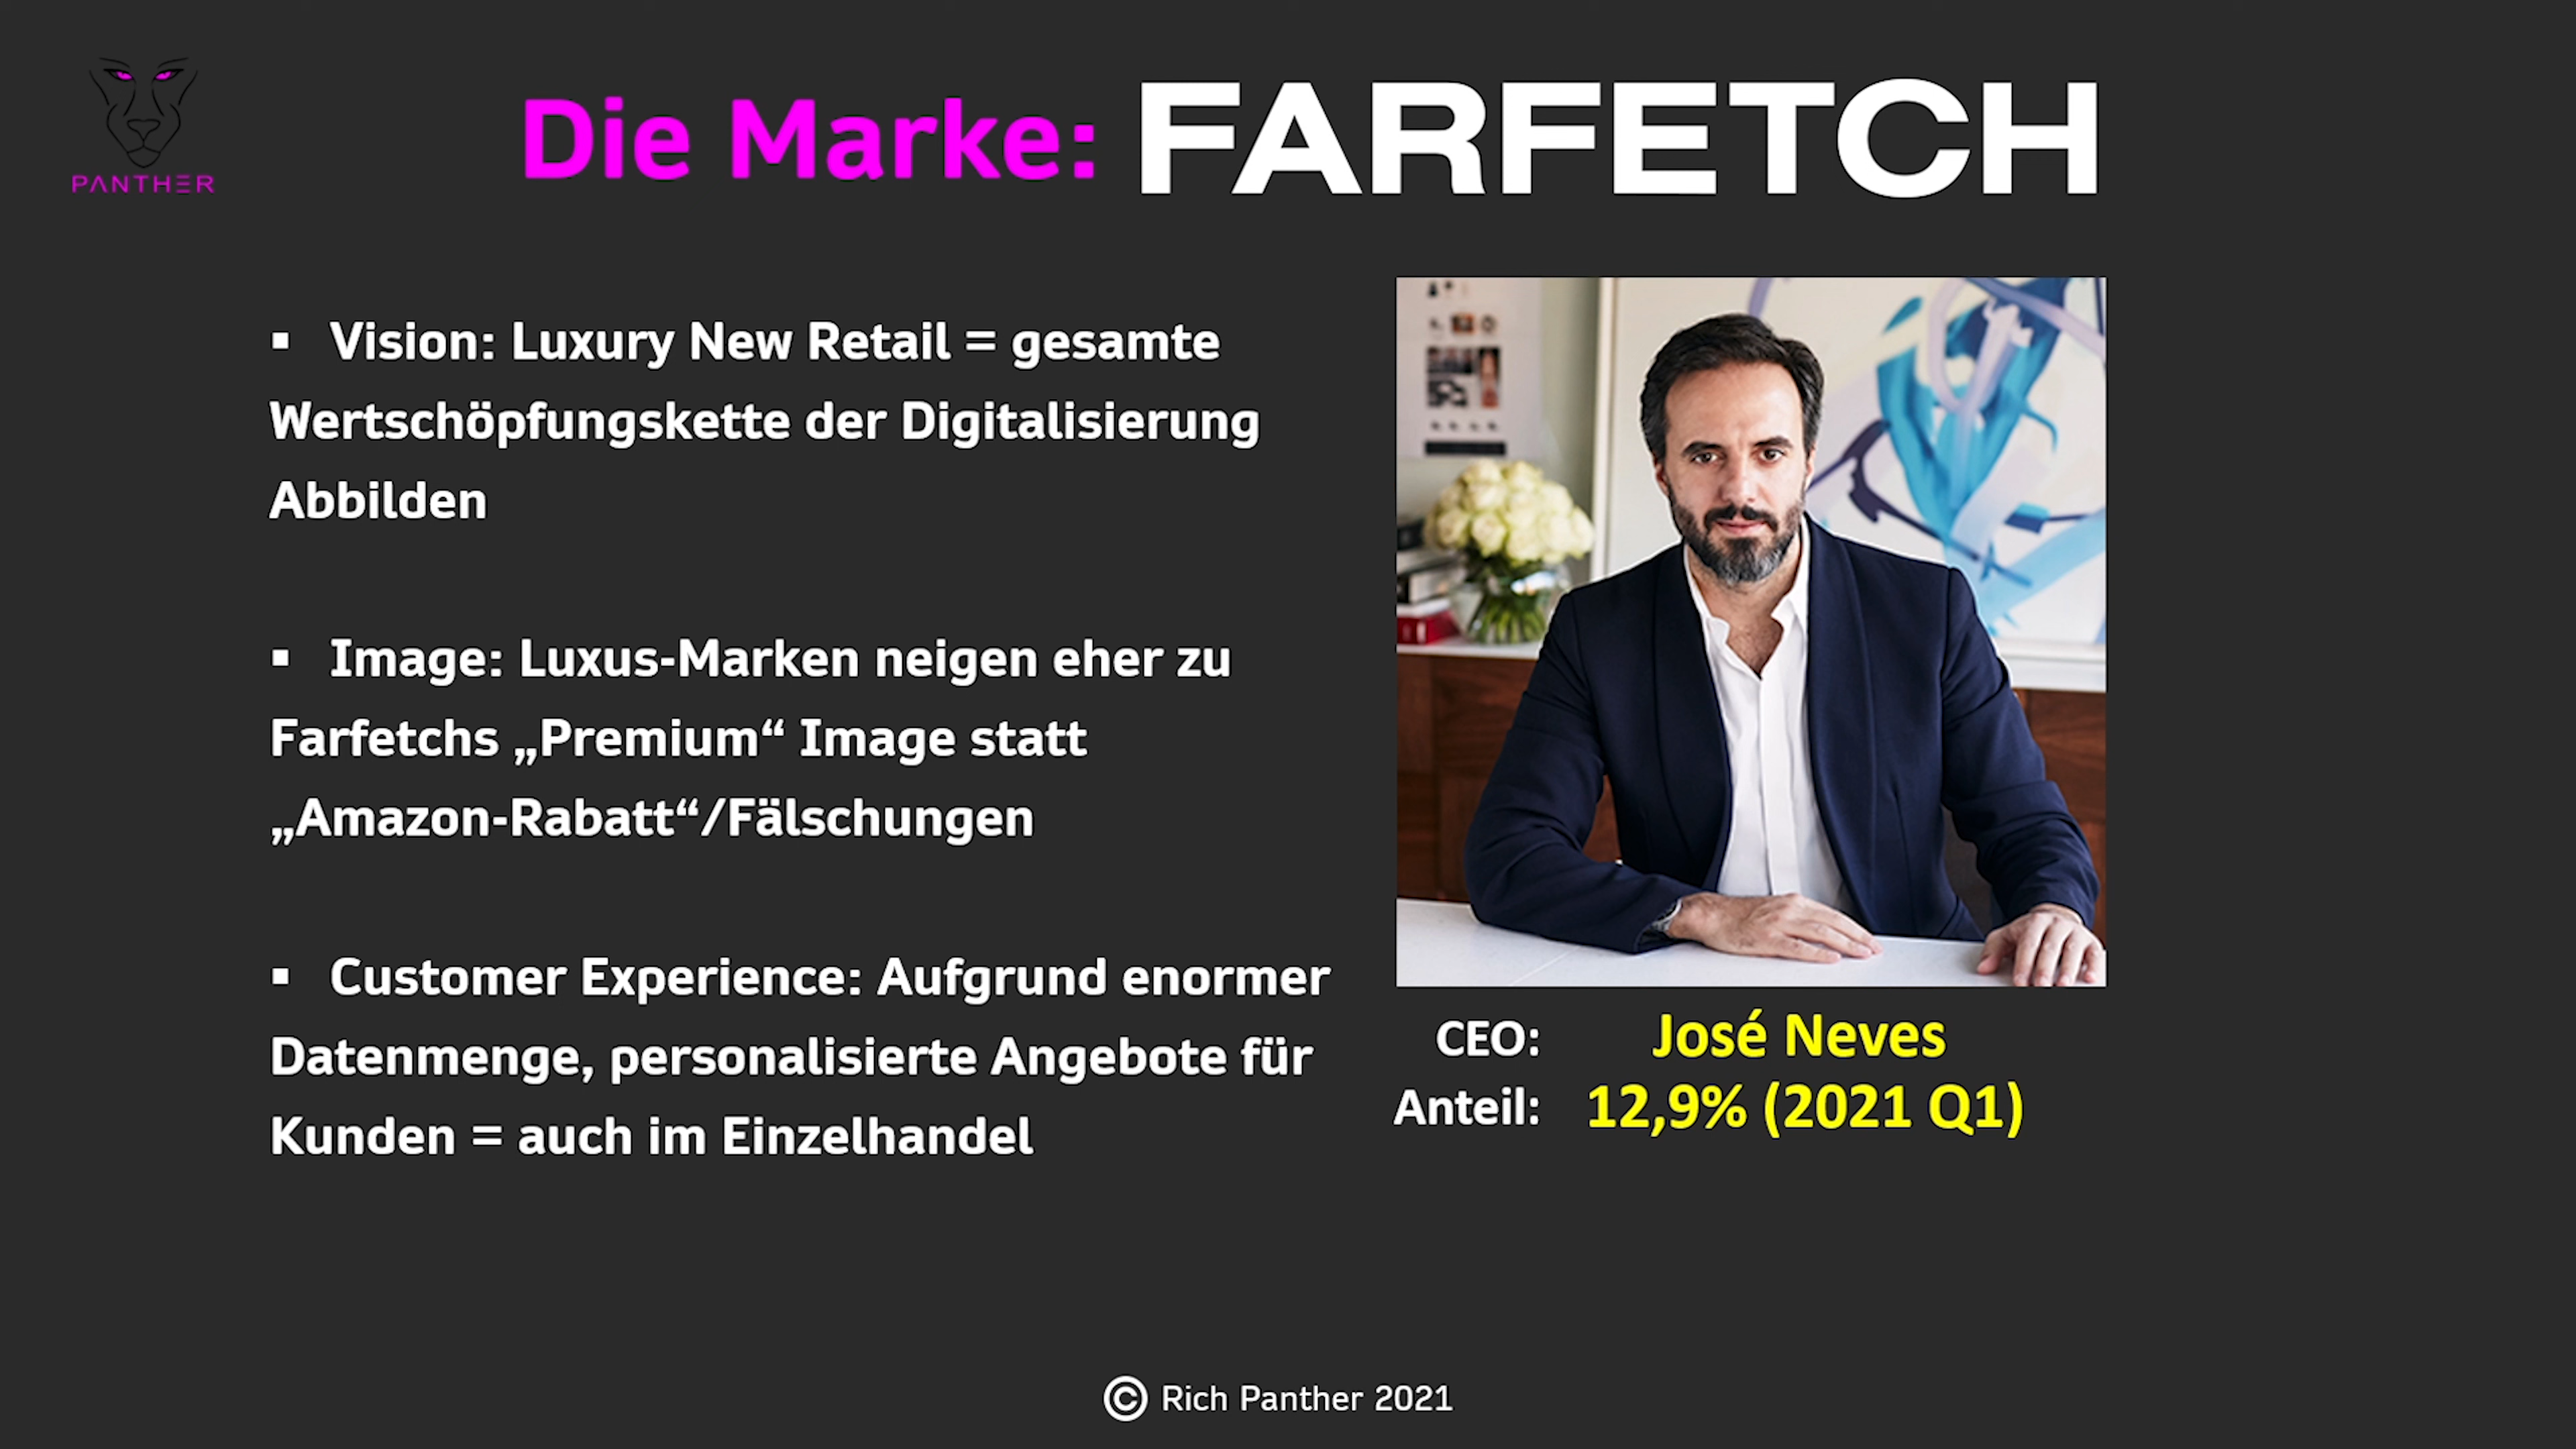 PANTHER
Die Marke: FARFETCH
▪ Vision: Luxury New Retail = gesamte
Wertschöpfungskette der Digitalisierung
Abbilden
▪ Image: Luxus-Marken neigen eher zu
Farfetchs „Premium“ Image statt
„Amazon-Rabatt“/Fälschungen
▪ Customer Experience: Aufgrund enormer
Datenmenge, personalisierte Angebote für
Kunden = auch im Einzelhandel
CEO: José Neves
Anteil: 12,9% (2021 Q1)
© Rich Panther 2021